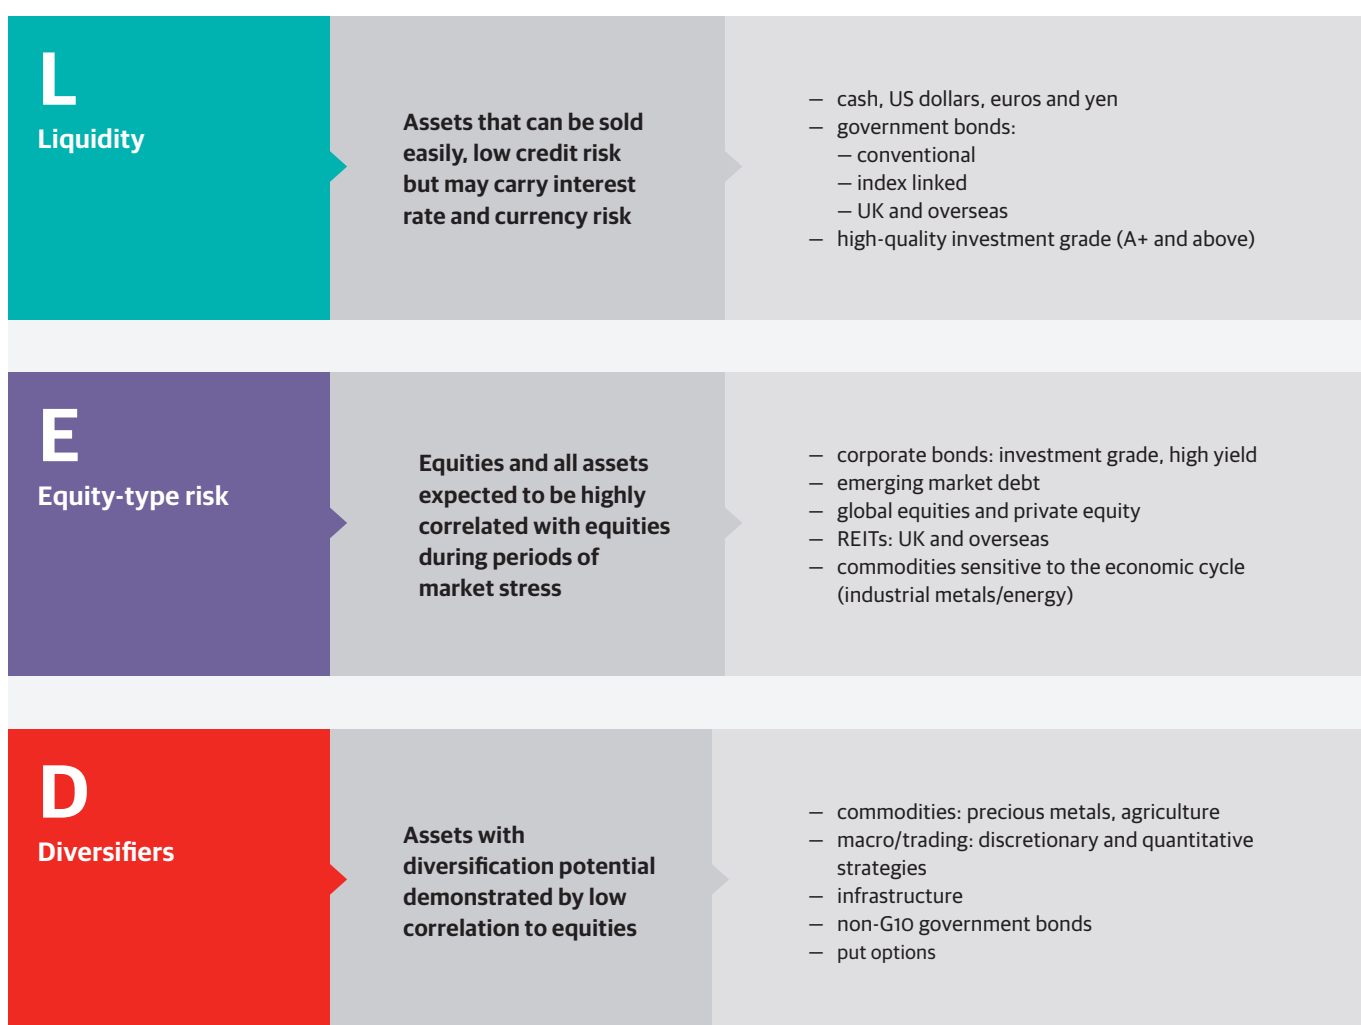 L
Liquidity
Assets that can be sold
easily, low credit risk
but may carry interest
rate and currency risk
— cash, US dollars, euros and yen
— government bonds:
— conventional
— index linked
— UK and overseas
— high-quality investment grade (A+ and above)
E
Equity-type risk
Equities and all assets
expected to be highly
correlated with equities
during periods of
market stress
— corporate bonds: investment grade, high yield
— emerging market debt
— global equities and private equity
— REITs: UK and overseas
— commodities sensitive to the economic cycle
(industrial metals/energy)
D
Diversifiers
Assets with
diversification potential
demonstrated by low
correlation to equities
— commodities: precious metals, agriculture
— macro/trading: discretionary and quantitative
strategies
— infrastructure
— non-G10 government bonds
— put options